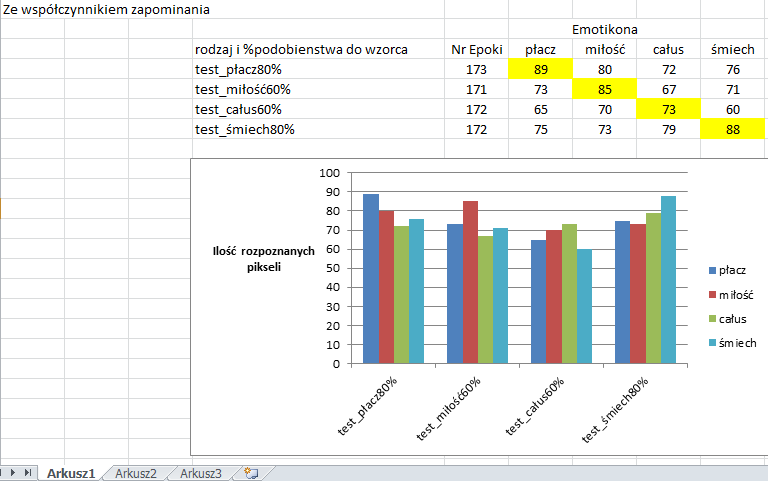 Ze współczynnikiem zapominania
Emotikona
rodzaj i %podobienstwa do wzorca Nr Epoki płacz miłość całus śmiech
test_płacz80% 173 89 80 72 76
test_miłość60% 171 73 85 67 71
test_całus60% 172 65 70 73 60
test_śmiech80% 172 75 73 79 88
100
90
80
70
60
50
40
30
20
10
0
Ilość rozpoznanych
pikseli
test_płacz80%
test_miłość60%
test_całus60%
test_śmiech80%
płacz
miłość
całus
śmiech
Arkusz1 Arkusz2 Arkusz3